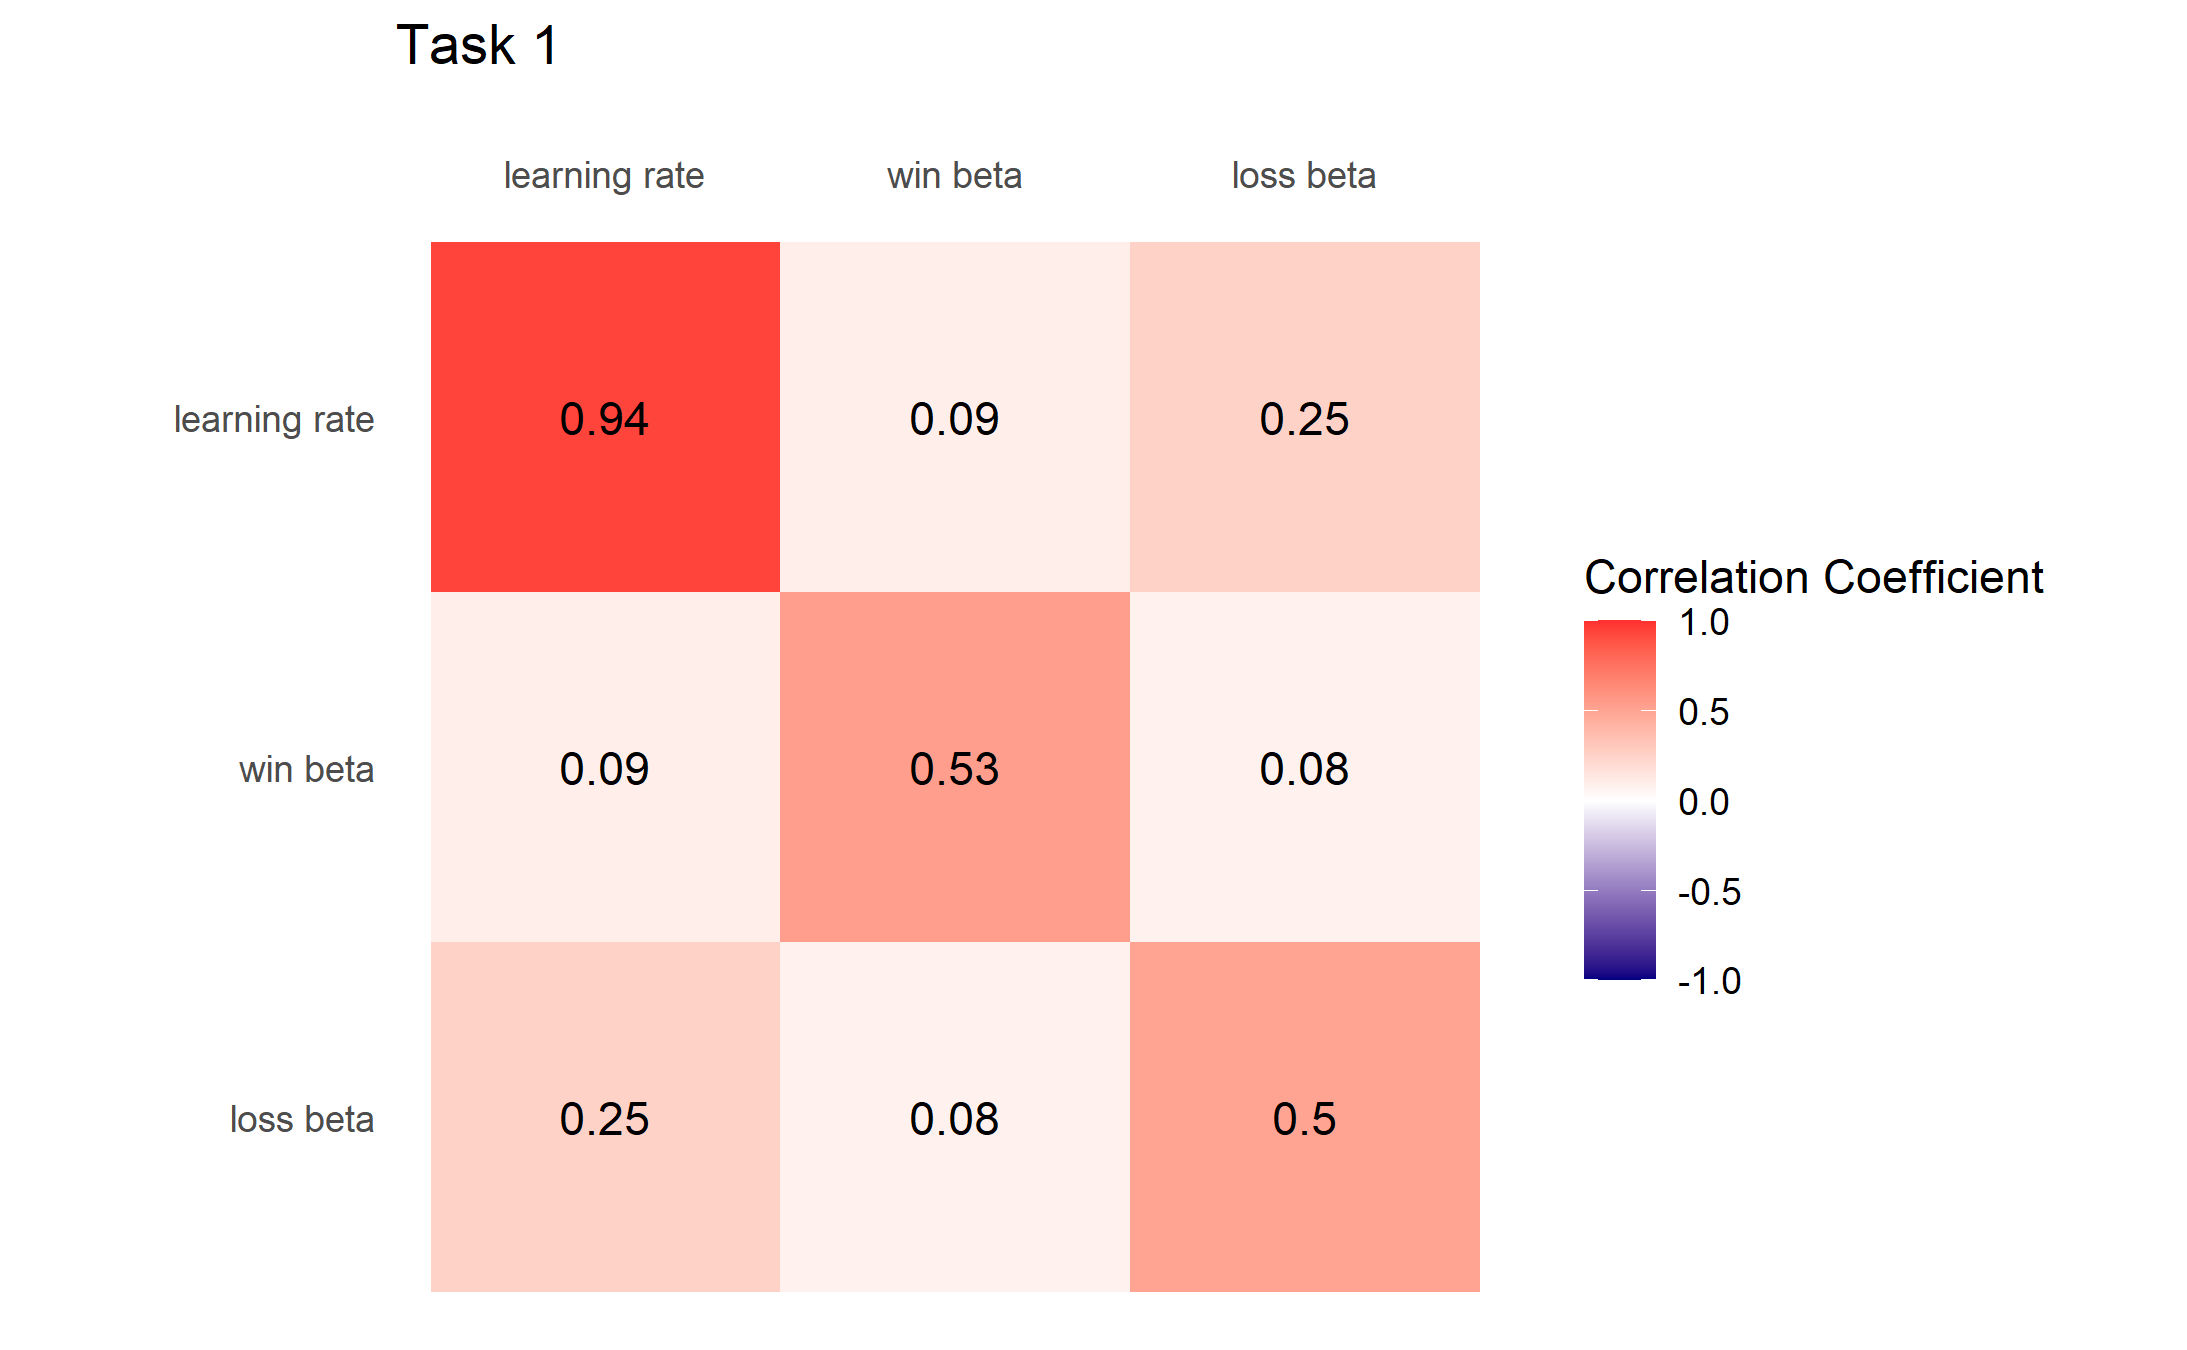 Task 1
learning rate win beta loss beta
learning rate 0.94 0.09 0.25
win beta 0.09 0.53 0.08
loss beta 0.25 0.08 0.5
Correlation Coefficient
1.0
0.5
0.0
-0.5
-1.0